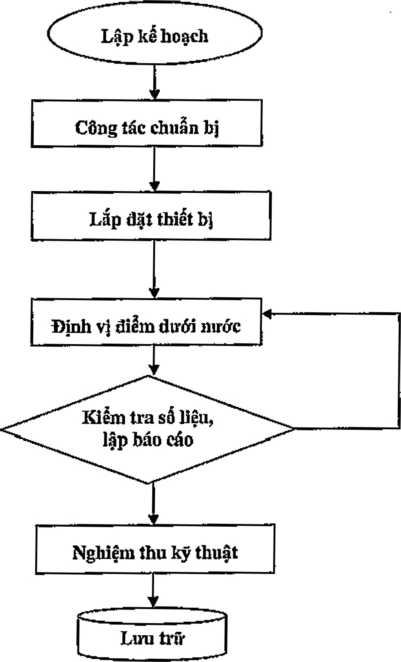 Lập kế hoạch
Công tác chuẩn bị
Lắp đặt thiết bị
Định vị điểm dưới nước
Kiểm tra số liệu,
lập báo cáo
Nghiệm thu kỹ thuật
Lưu trữ